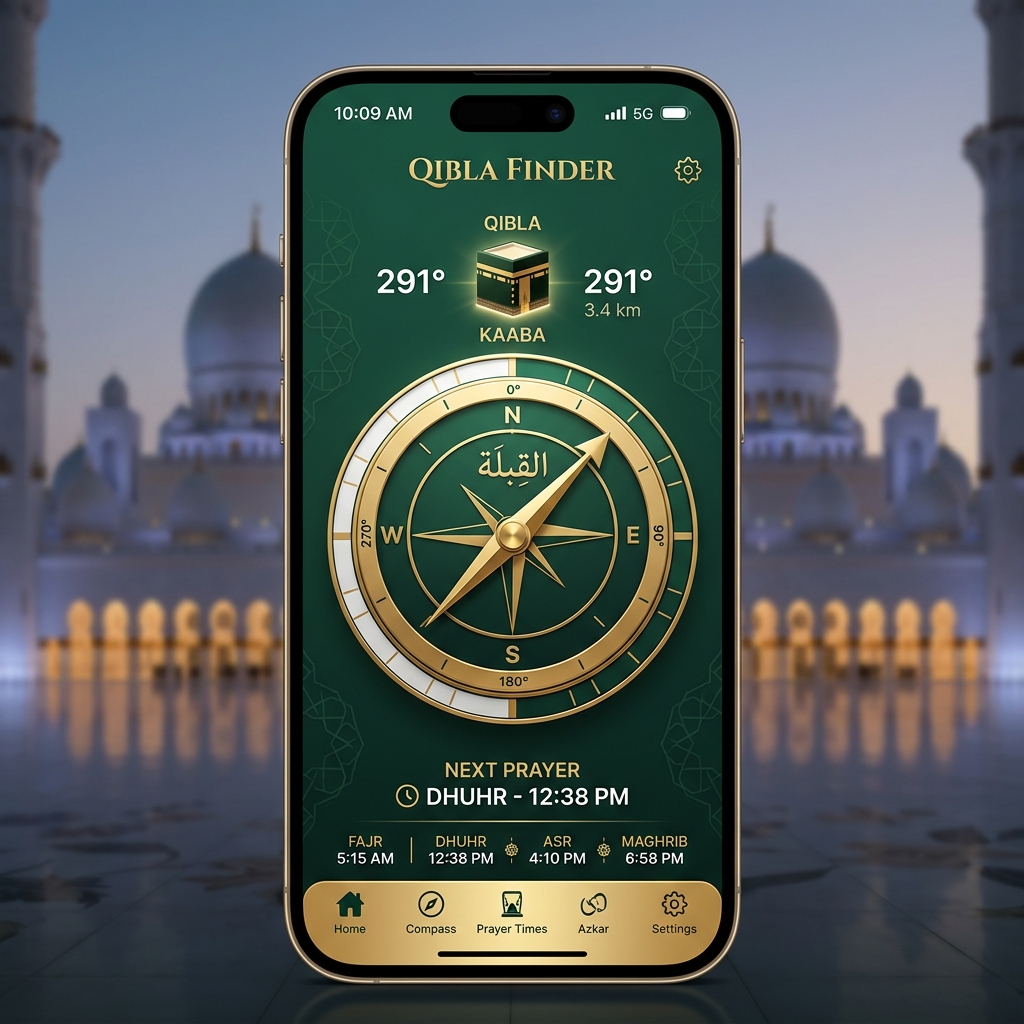 10:09 AM
5G
QIBLA FINDER
QIBLA
291°
291°
3.4 km
KAABA
0°
N
القِبلَة
270°
W
E
90°
S
180°
NEXT PRAYER
DHUHR - 12:38 PM
FAJR DHUHR ASR MAGHRIB
5:15 AM 12:38 PM 4:10 PM 6:58 PM
Home Compass Prayer Times Azkar Settings